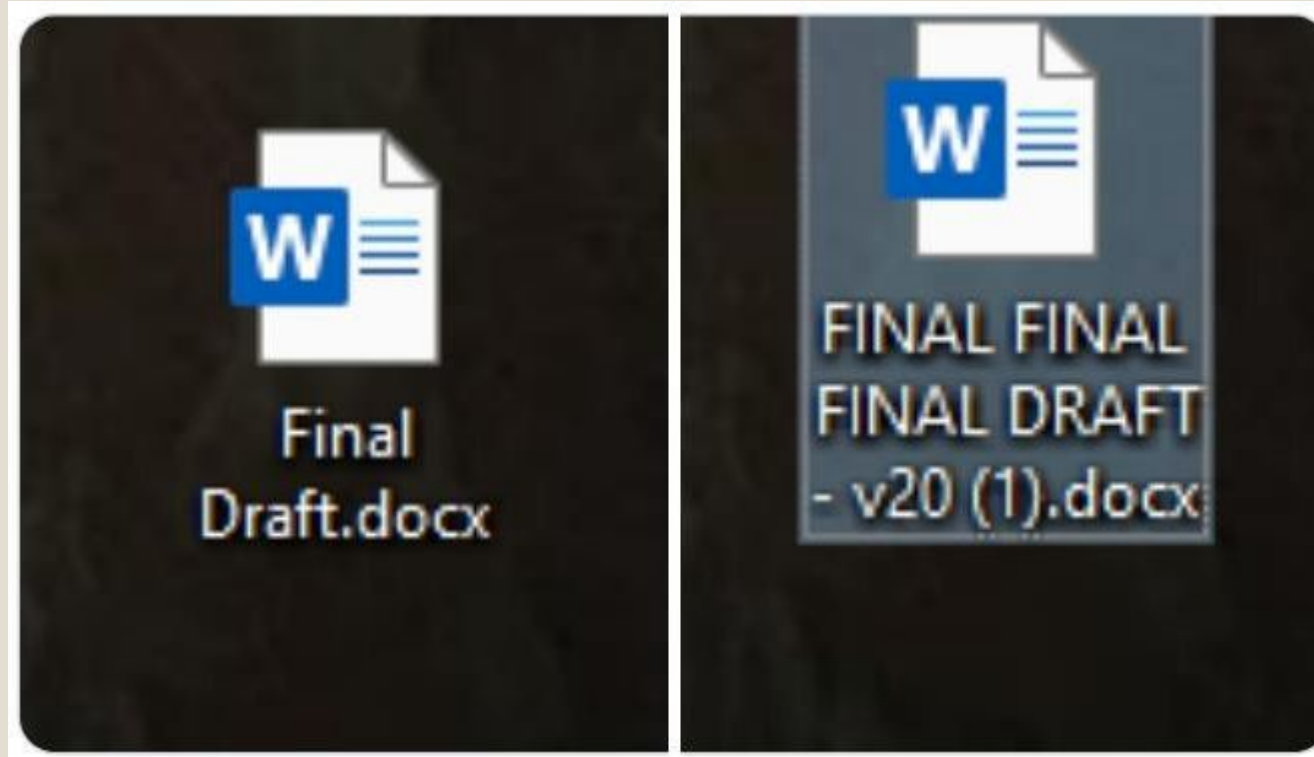 W
Final
Draft.docx
W
FINAL FINAL
FINAL DRAFT
- v20 (1).docx